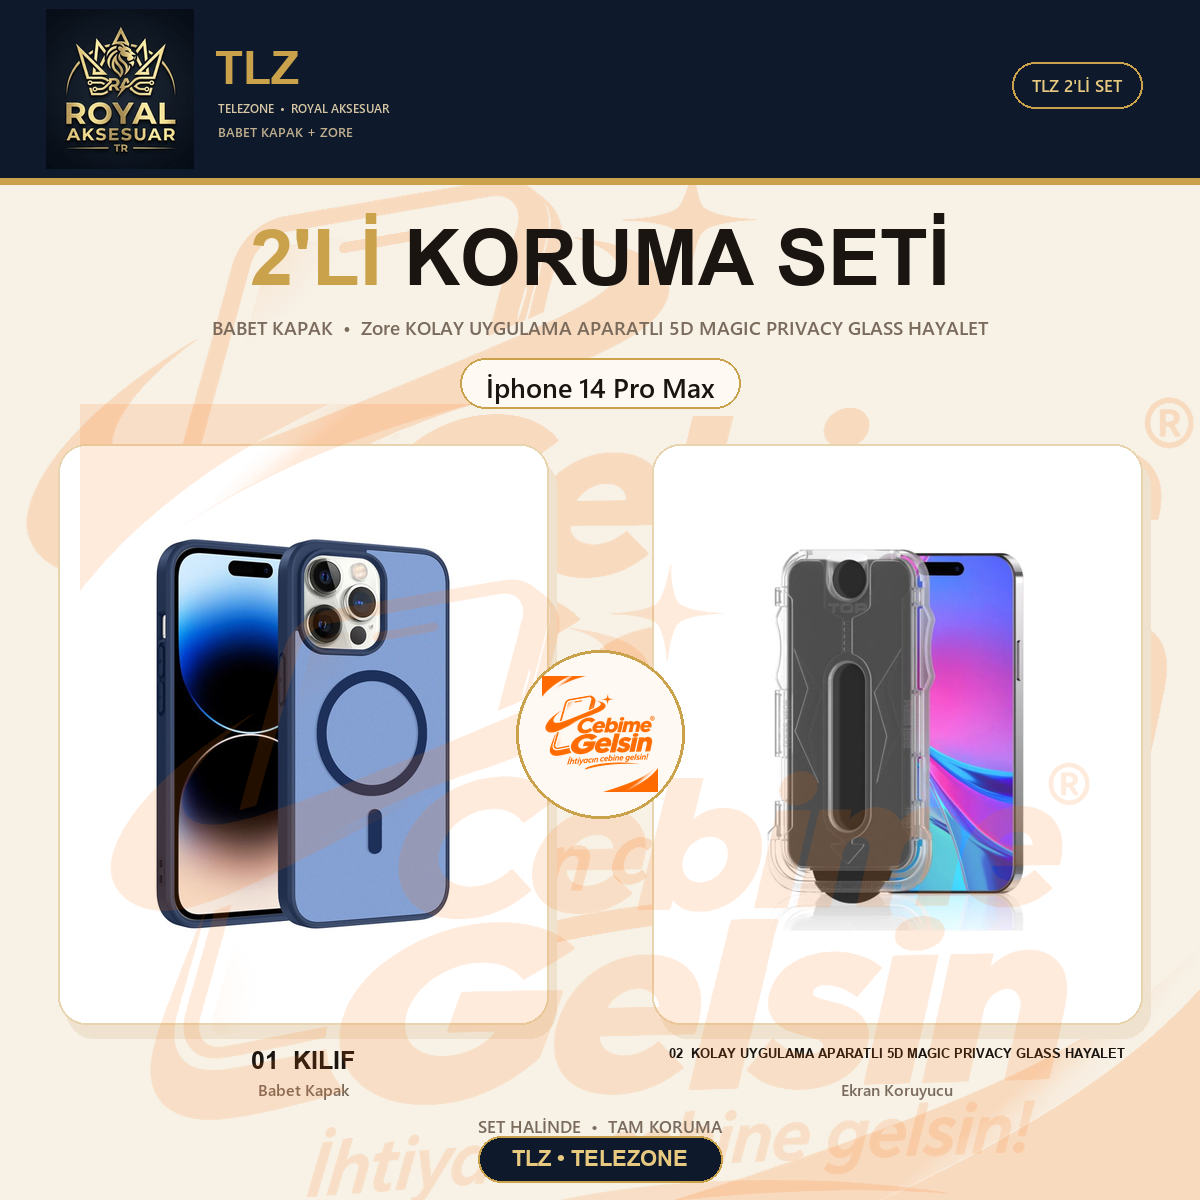 ROYAL
AKSESUAR
TR
TLZ
TELEZONE • ROYAL AKSESUAR
BABET KAPAK + ZORE
TLZ 2'Lİ SET
2'Lİ KORUMA SETİ
BABET KAPAK • Zore KOLAY UYGULAMA APARATLI 5D MAGIC PRIVACY GLASS HAYALET
İphone 14 Pro Max
TOP
Cebime
Gelsin
İhtiyacın cebine gelsin!
Cebime
Gelsin
®
®
01 KILIF
Babet Kapak
02 KOLAY UYGULAMA APARATLI 5D MAGIC PRIVACY GLASS HAYALET
Ekran Koruyucu
SET HALİNDE • TAM KORUMA
TLZ • TELEZONE